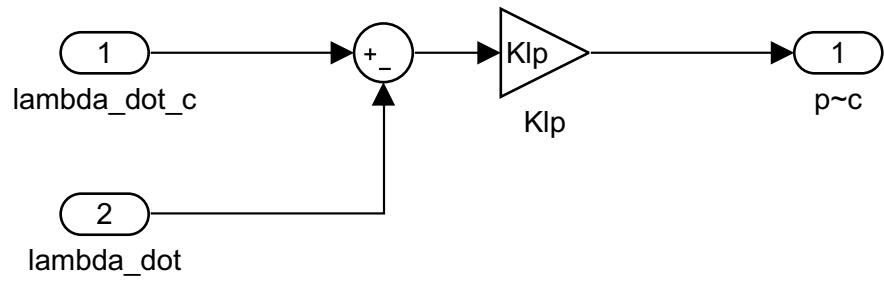 1
lambda_dot_c
+
_
Klp
Klp
1
p~c
2
lambda_dot